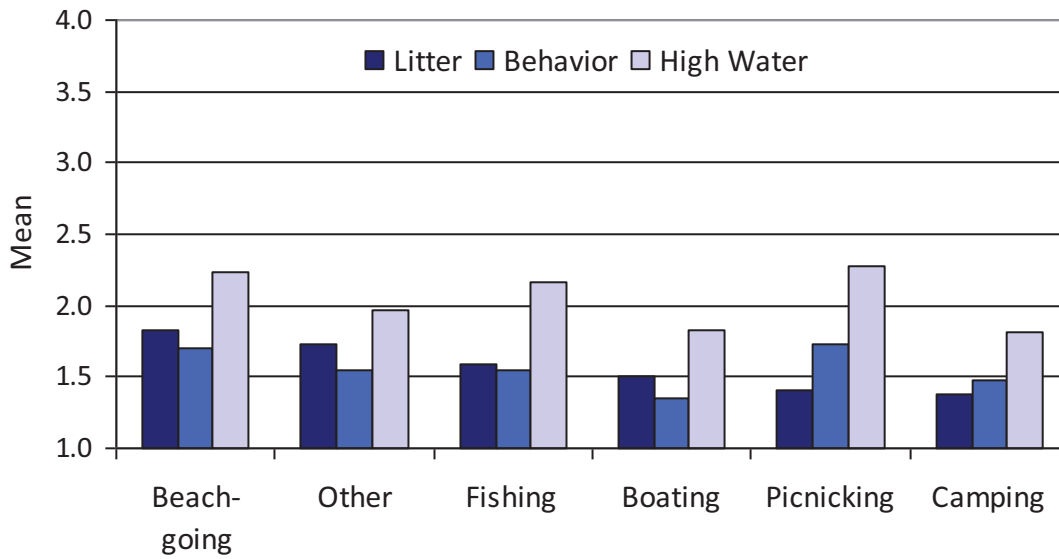 4.0
Litter Behavior High Water
3.5
3.0
2.5
2.0
1.5
1.0
Mean
Beach-
going
Other
Fishing
Boating
Picnicking
Camping